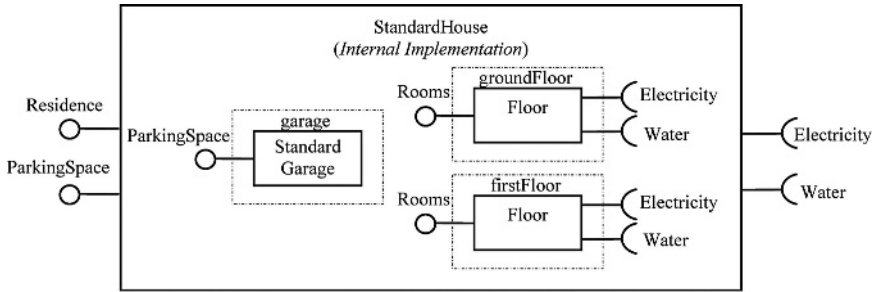 StandardHouse
(Internal Implementation)
Residence
ParkingSpace
ParkingSpace
garage
Standard
Garage
Rooms
groundFloor
Floor
Electricity
Water
Rooms
firstFloor
Floor
Electricity
Water
Electricity
Water